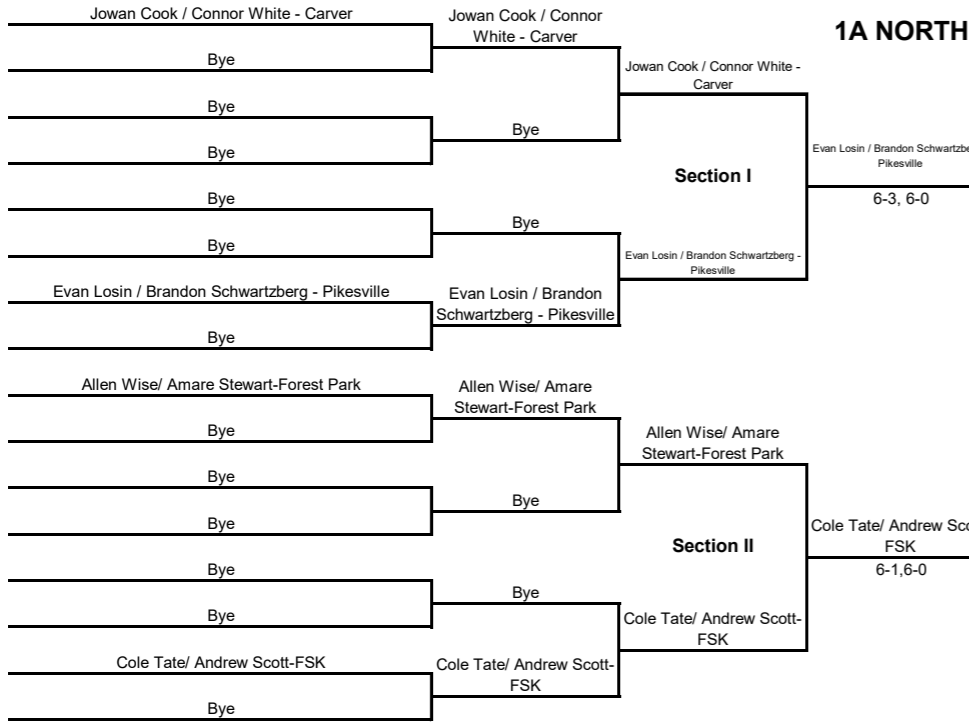 Jowan Cook / Connor White - Carver
Bye
Bye
Bye
Bye
Bye
Evan Losin / Brandon Schwartzberg - Pikesville
Bye
Allen Wise/ Amare Stewart-Forest Park
Bye
Bye
Bye
Bye
Bye
Cole Tate/ Andrew Scott-FSK
Bye
Jowan Cook / Connor
White - Carver
Bye
Bye
Evan Losin / Brandon
Schwartzberg - Pikesville
Allen Wise/ Amare
Stewart-Forest Park
Bye
Bye
Cole Tate/ Andrew Scott-
FSK
Jowan Cook / Connor White -
Carver
Section I
Evan Losin / Brandon Schwartzberg -
Pikesville
Allen Wise/ Amare
Stewart-Forest Park
Section II
Cole Tate/ Andrew Scott-
FSK
1A NORTH
Evan Losin / Brandon Schwartzbe
Pikesville
6-3, 6-0
Cole Tate/ Andrew Sco
FSK
6-1,6-0